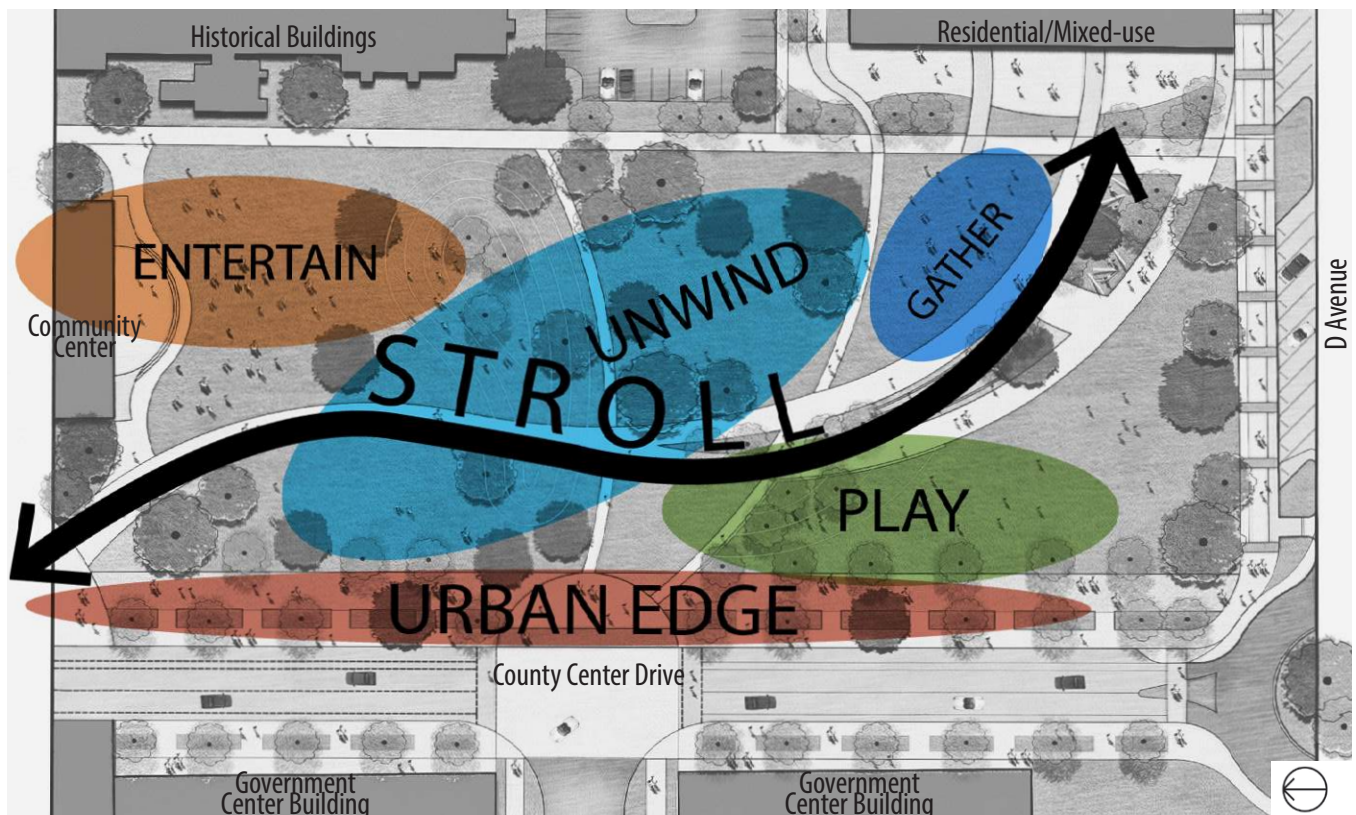 Historical Buildings
Residential/Mixed-use
ENTERTAIN
UNWIND
GATHER
Community
Center
D Avenue
STROLL
PLAY
URBAN EDGE
County Center Drive
Government
Center Building
Government
Center Building